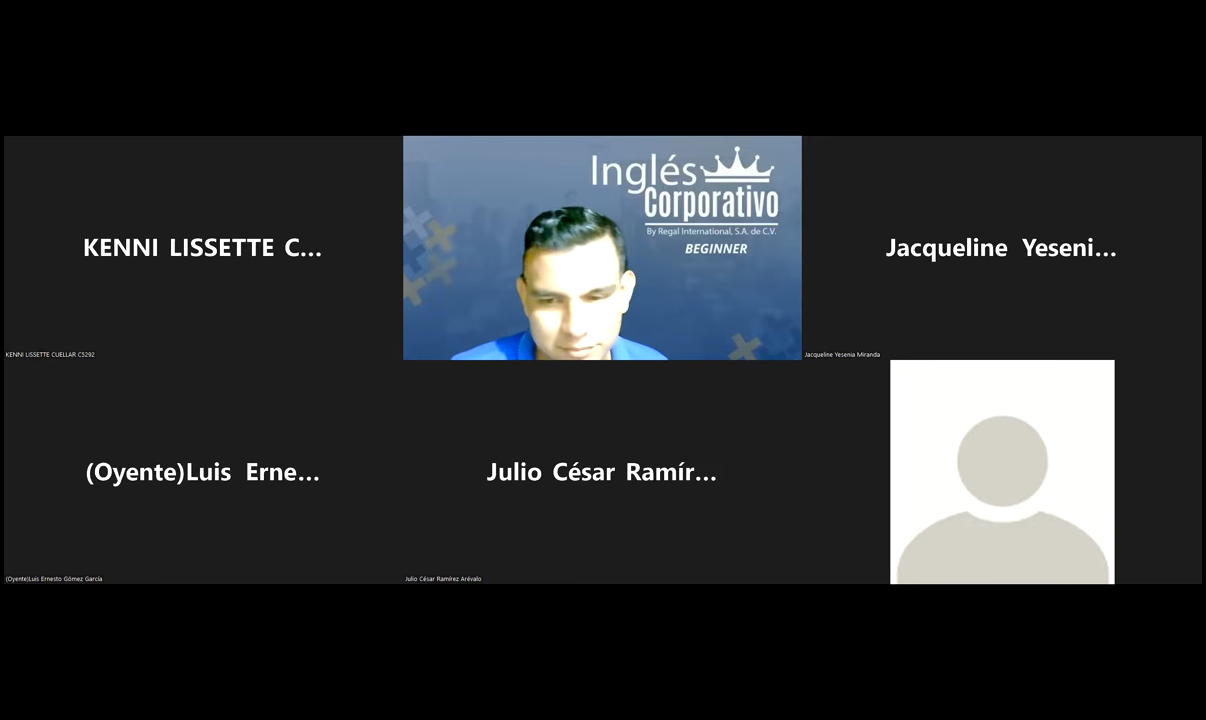 KENNI LISSETTE C...
KENNI LISSETTE CUELLAR CS292
Inglés
Corporativo
By Regal International, S.A. de C.V.
BEGINNER
Jacqueline Yeseni...
Jacqueline Yesenia Miranda
(Oyente)Luis Erne...
(Oyente)Luis Ernesto Gómez García
Julio César Ramír...
Julio César Ramírez Arévalo